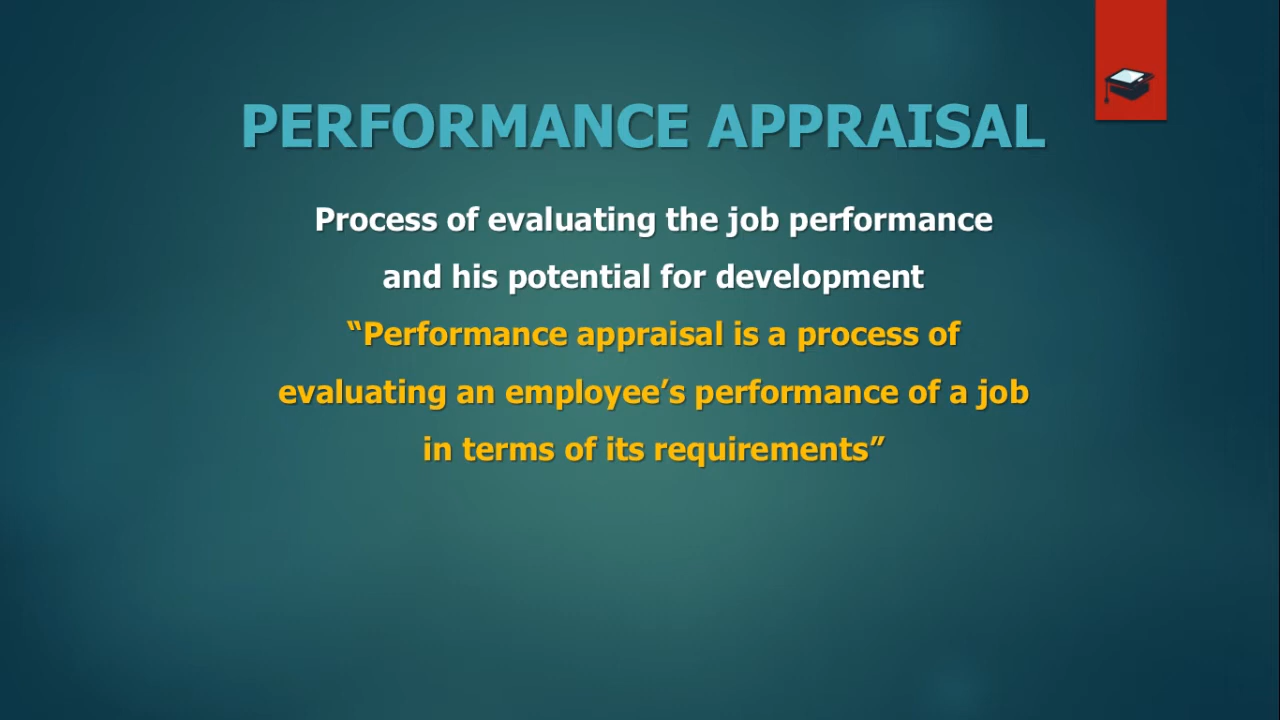 PERFORMANCE APPRAISAL
Process of evaluating the job performance
and his potential for development
“Performance appraisal is a process of
evaluating an employee’s performance of a job
in terms of its requirements”